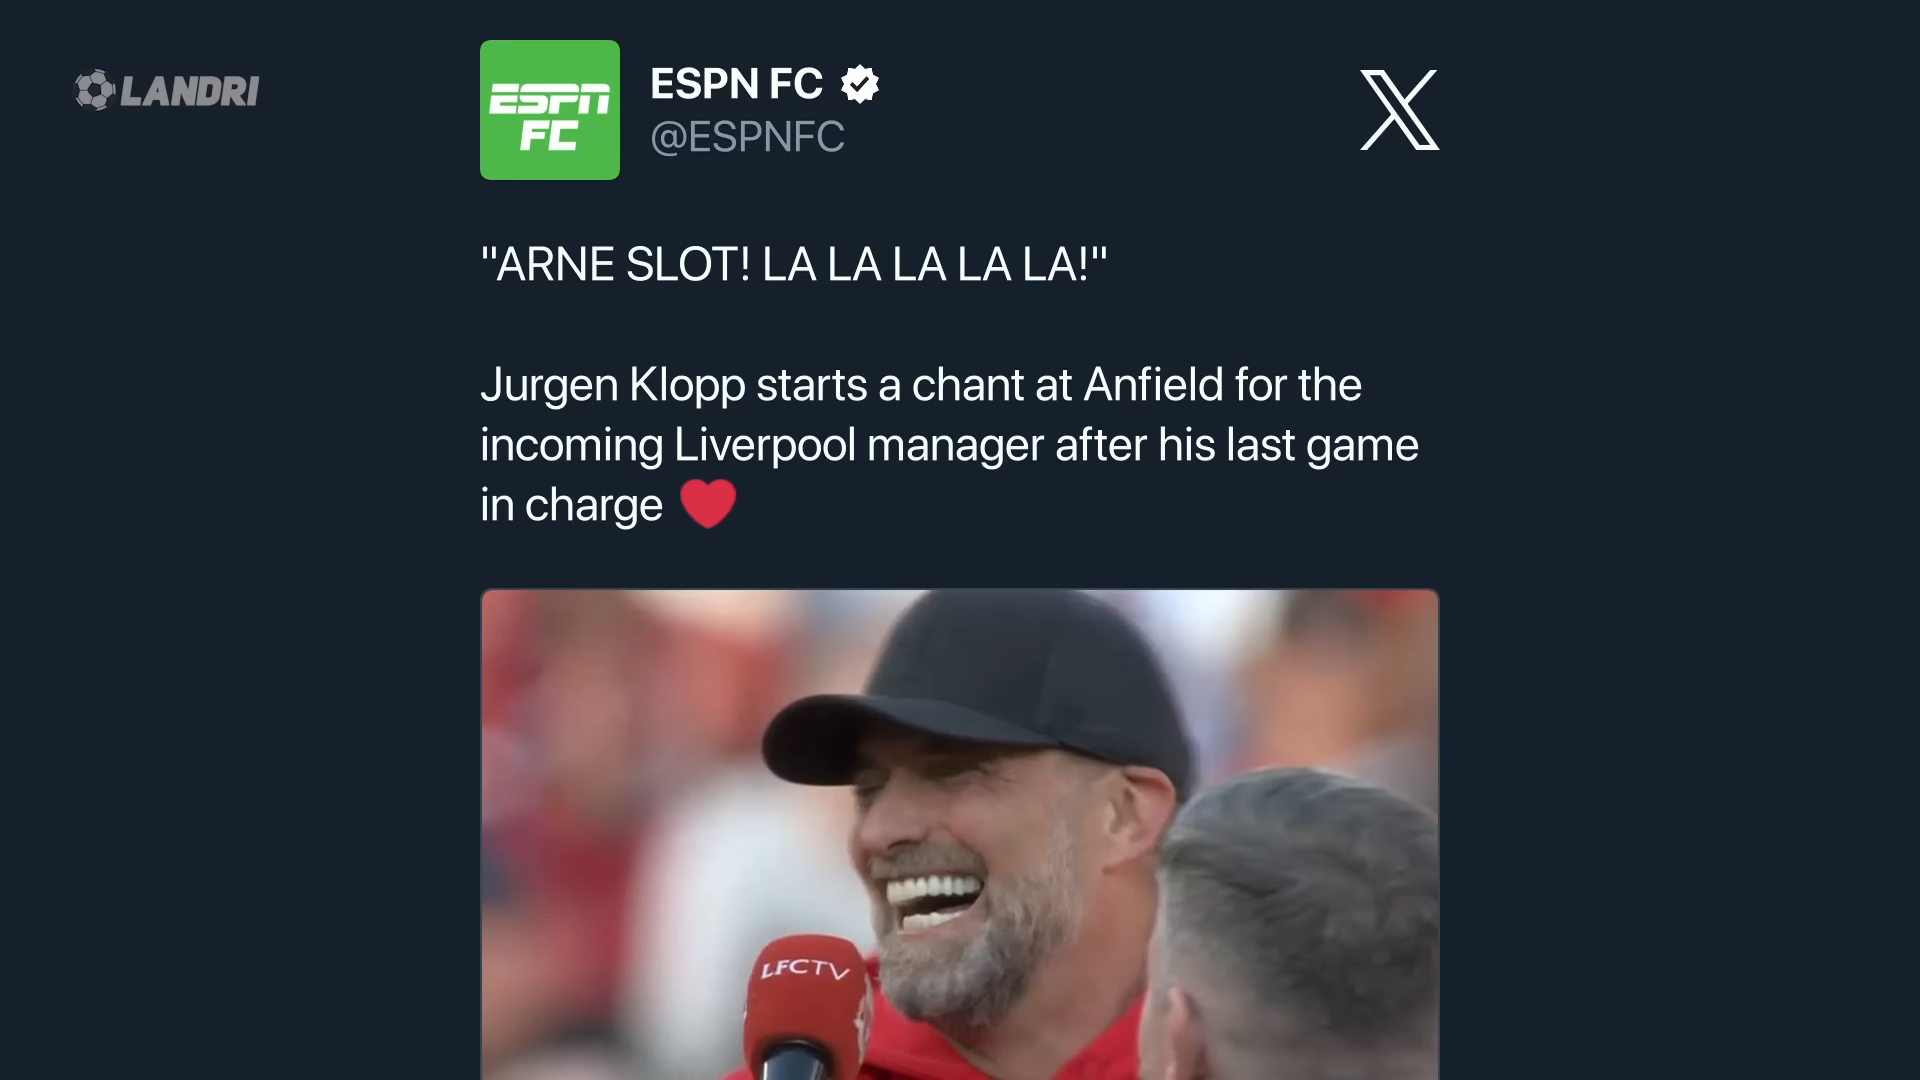 LANDRI
ESPN
FC
ESPN FC
@ESPNFC
"ARNE SLOT! LA LA LA LA LA!"
Jurgen Klopp starts a chant at Anfield for the
incoming Liverpool manager after his last game
in charge ❤️
LFCTV